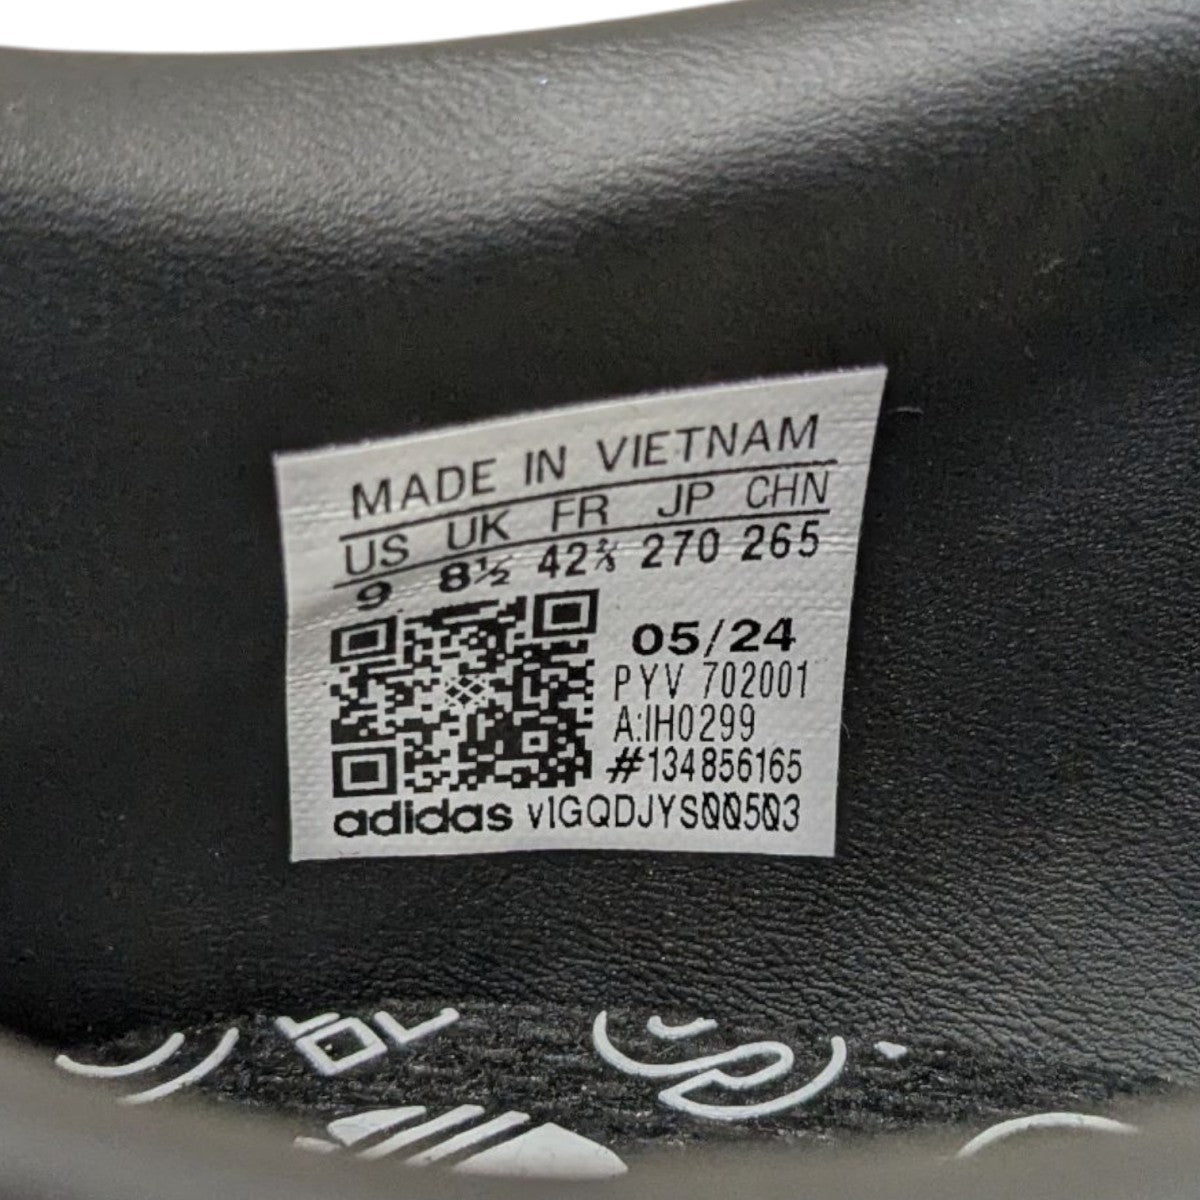 MADE IN VIETNAM
US UK FR JP CHN
9 8½ 42⅔ 270 265
05/24
PYV 702001
A:IH0299
#134856165
adidas vIGQDJYS00503